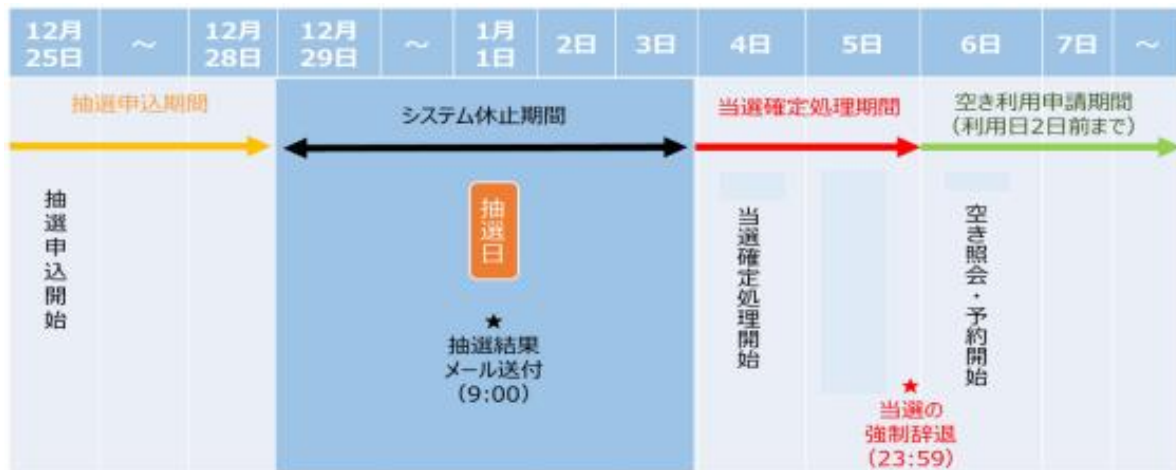 12月
25日
～
12月
28日
12月
29日
～
1月
1日
2日
3日
4日
5日
6日
7日
～
抽選申込期間
システム休止期間
当選確定処理期間
空き利用申請期間
(利用日2日前まで)
抽選申込開始
抽選日
★
抽選結果
メール送付
(9:00)
当選確定処理開始
★
当選の
強制辞退
(23:59)
空き照会・予約開始